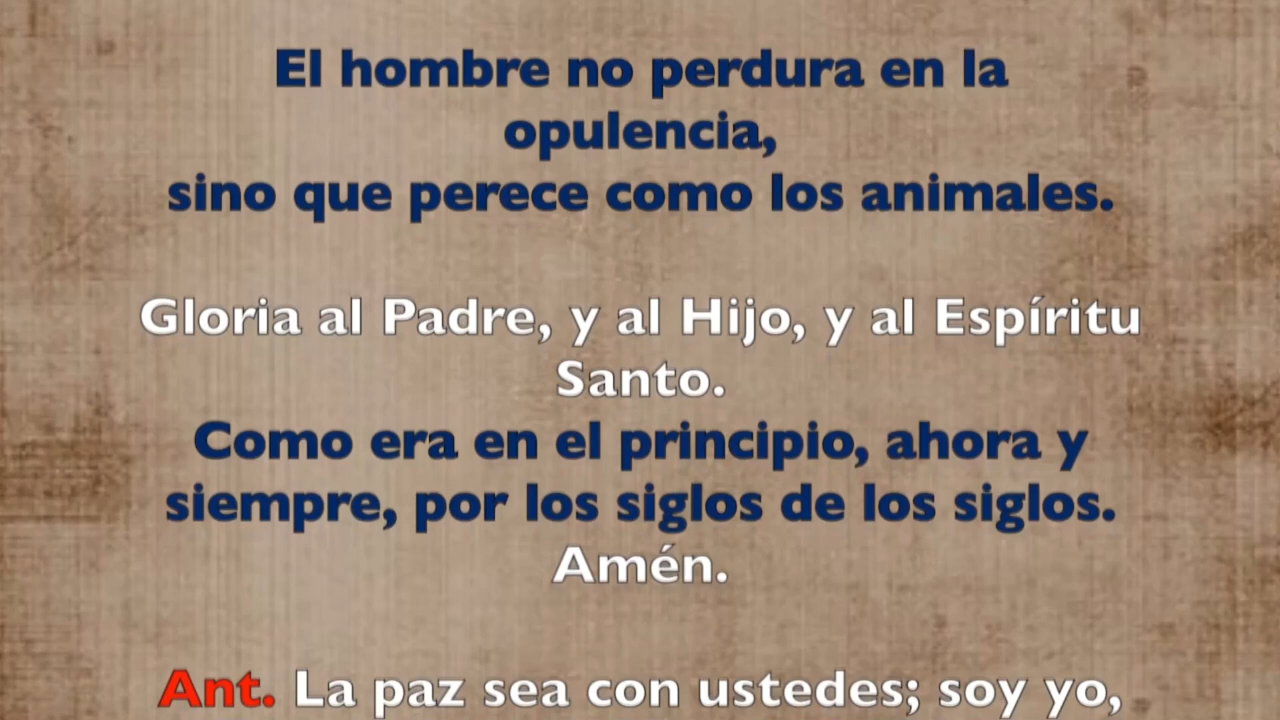 El hombre no perdura en la
opulencia,
sino que perece como los animales.
Gloria al Padre, y al Hijo, y al Espíritu
Santo.
Como era en el principio, ahora y
siempre, por los siglos de los siglos.
Amén.
Ant. La paz sea con ustedes; soy yo,